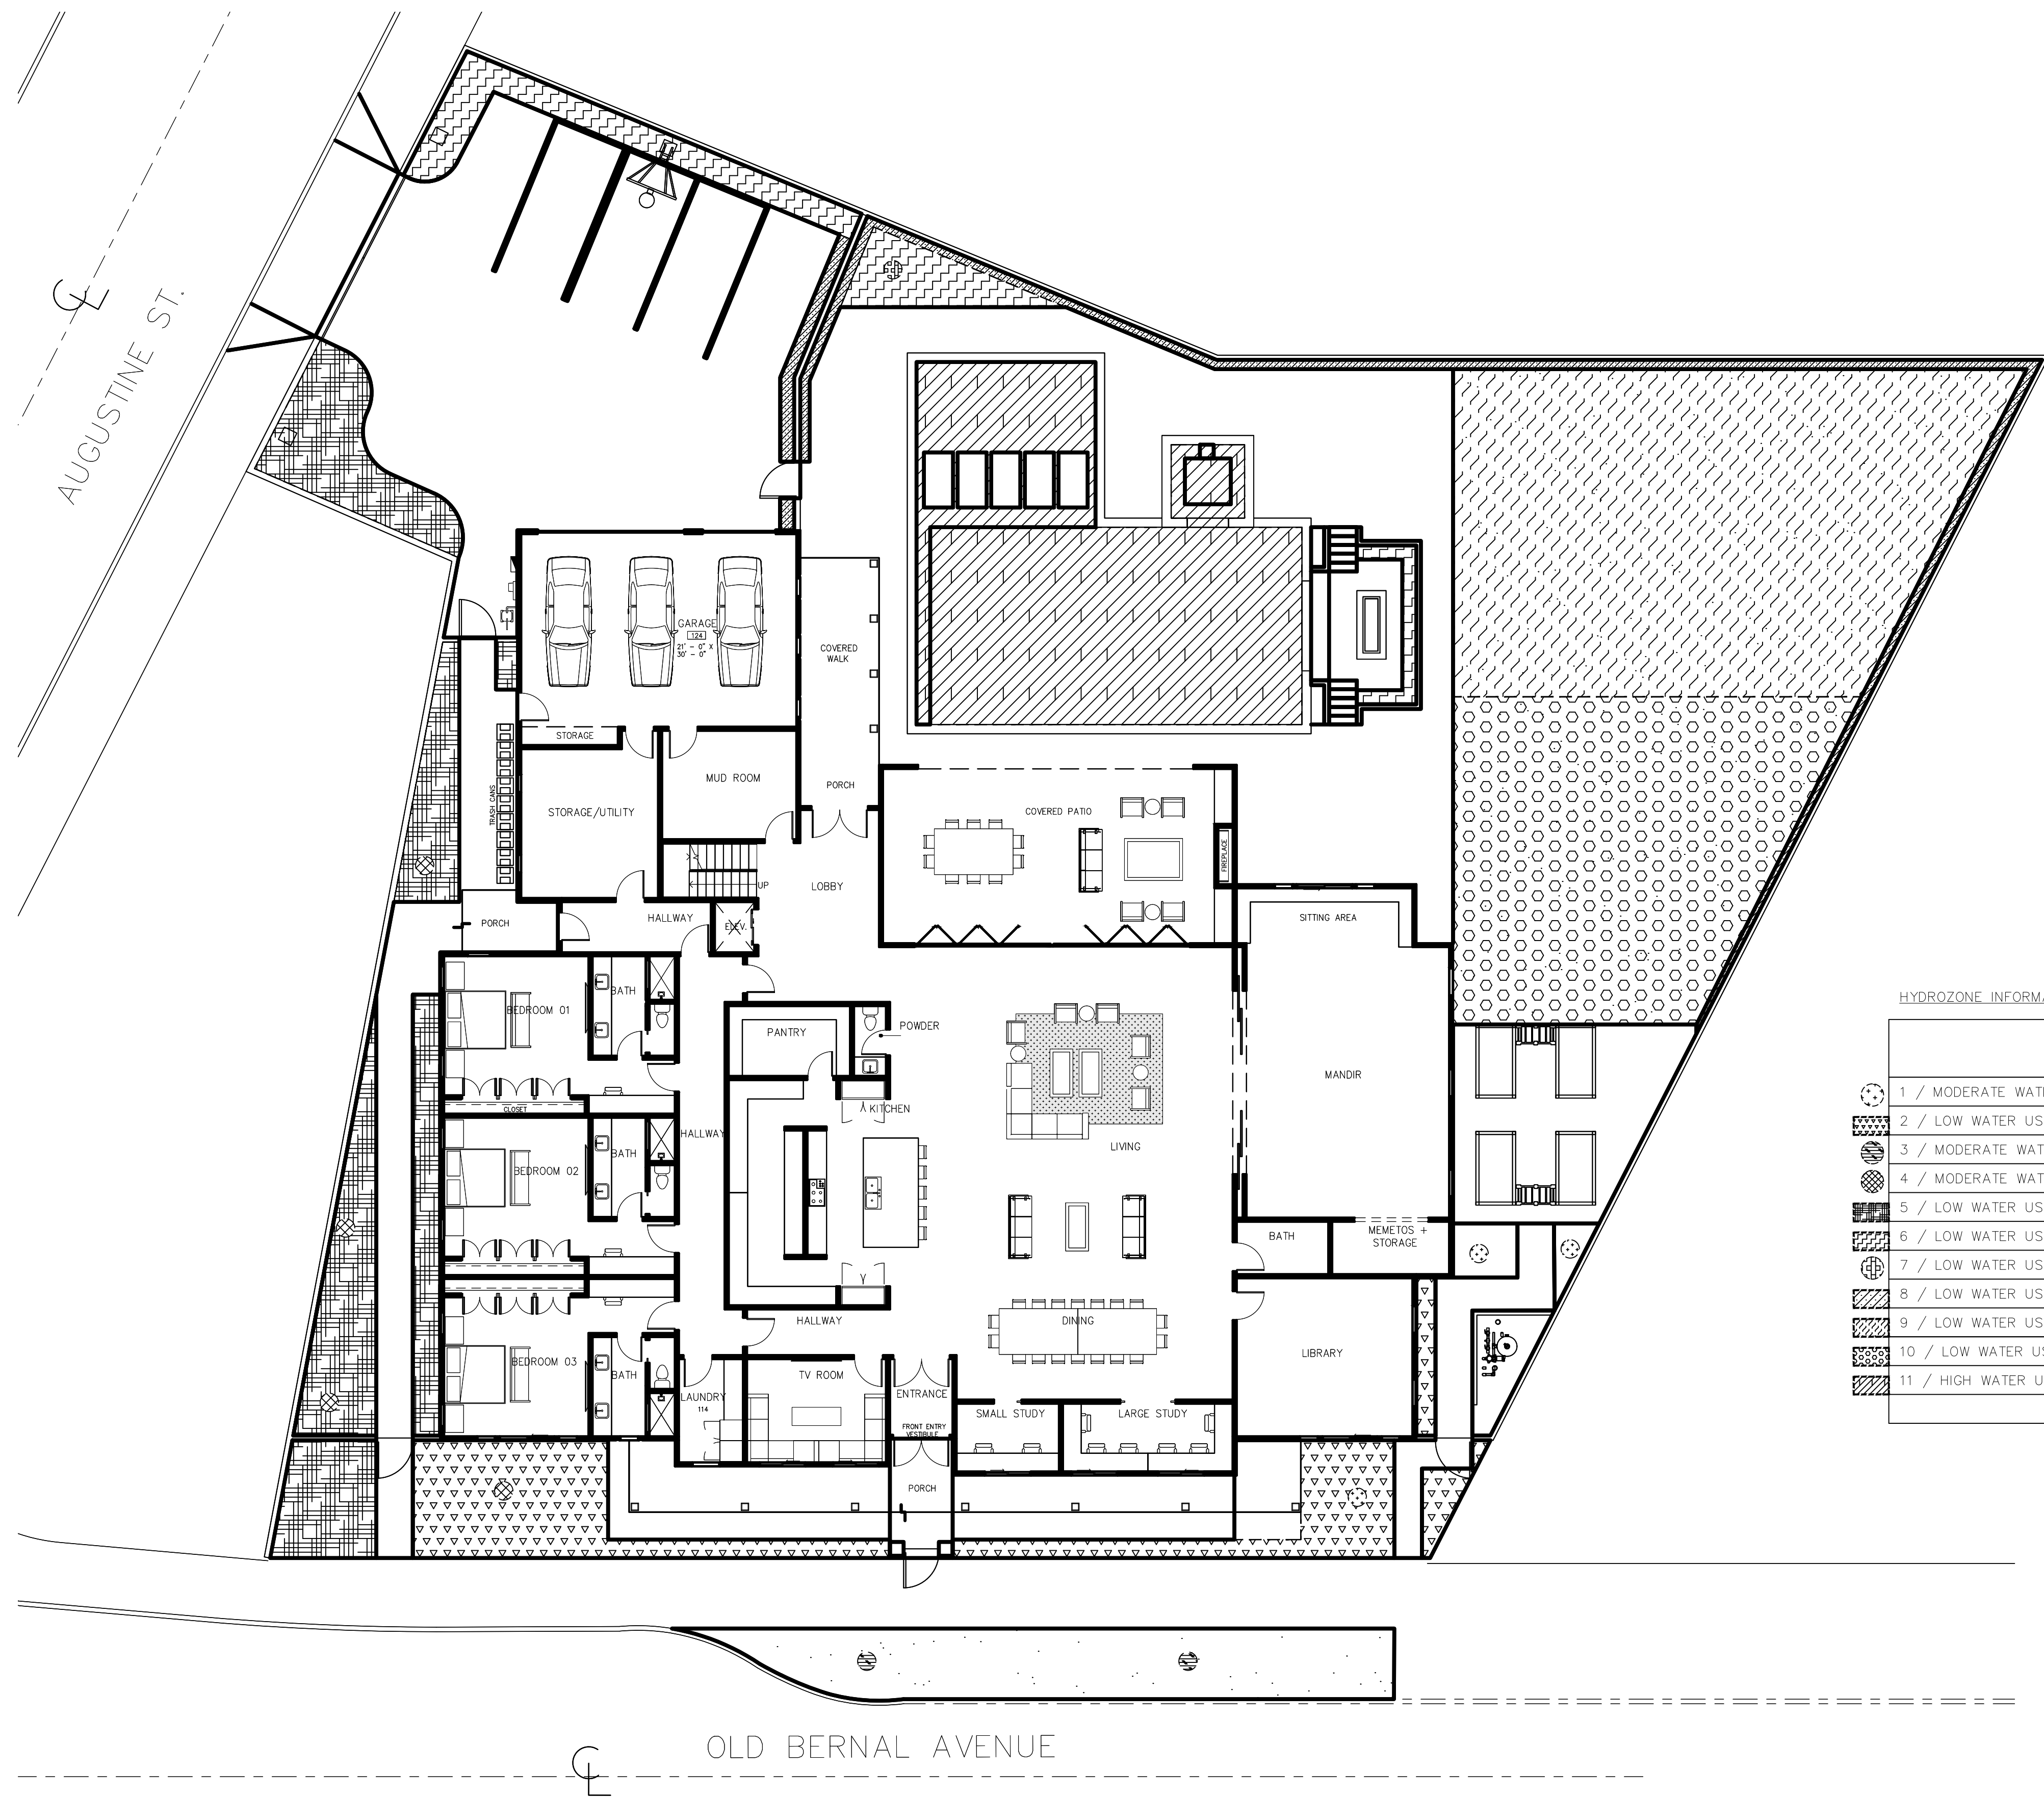 AUGUSTINE ST.
GARAGE
124
21' - 0" X
30' - 0"
COVERED
WALK
STORAGE
MUD ROOM
PORCH
COVERED PATIO
TRASH CANS
STORAGE/UTILITY
FIREPLACE
UP
LOBBY
HALLWAY
ELEV.
SITTING AREA
PORCH
BATH
BEDROOM 01
PANTRY
POWDER
MANDIR
KITCHEN
CLOSET
HALLWAY
LIVING
BATH
BEDROOM 02
BATH
MEMETOS +
STORAGE
HALLWAY
DINING
LIBRARY
BEDROOM 03
BATH
TV ROOM
LAUNDRY
114
ENTRANCE
SMALL STUDY
LARGE STUDY
FRONT ENTRY
VESTIBULE
PORCH
HYDROZONE INFORMA
1 / MODERATE WAT
2 / LOW WATER US
3 / MODERATE WAT
4 / MODERATE WAT
5 / LOW WATER US
6 / LOW WATER US
7 / LOW WATER US
8 / LOW WATER US
9 / LOW WATER US
10 / LOW WATER US
11 / HIGH WATER U
OLD BERNAL AVENUE